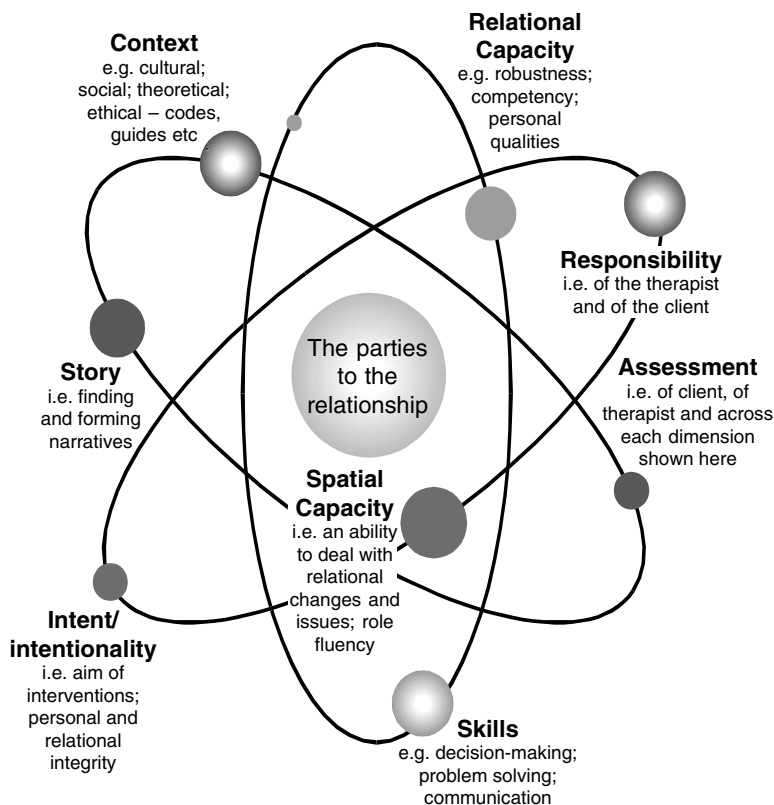 Context
e.g. cultural;
social; theoretical;
ethical – codes,
guides etc
Relational
Capacity
e.g. robustness;
competency;
personal
qualities
Responsibility
i.e. of the therapist
and of the client
The parties
to the
relationship
Story
i.e. finding
and forming
narratives
Assessment
i.e. of client, of
therapist and across
each dimension
shown here
Spatial
Capacity
i.e. an ability
to deal with
relational
changes and
issues; role
fluency
Intent/
intentionality
i.e. aim of
interventions;
personal and
relational
integrity
Skills
e.g. decision-making;
problem solving;
communication